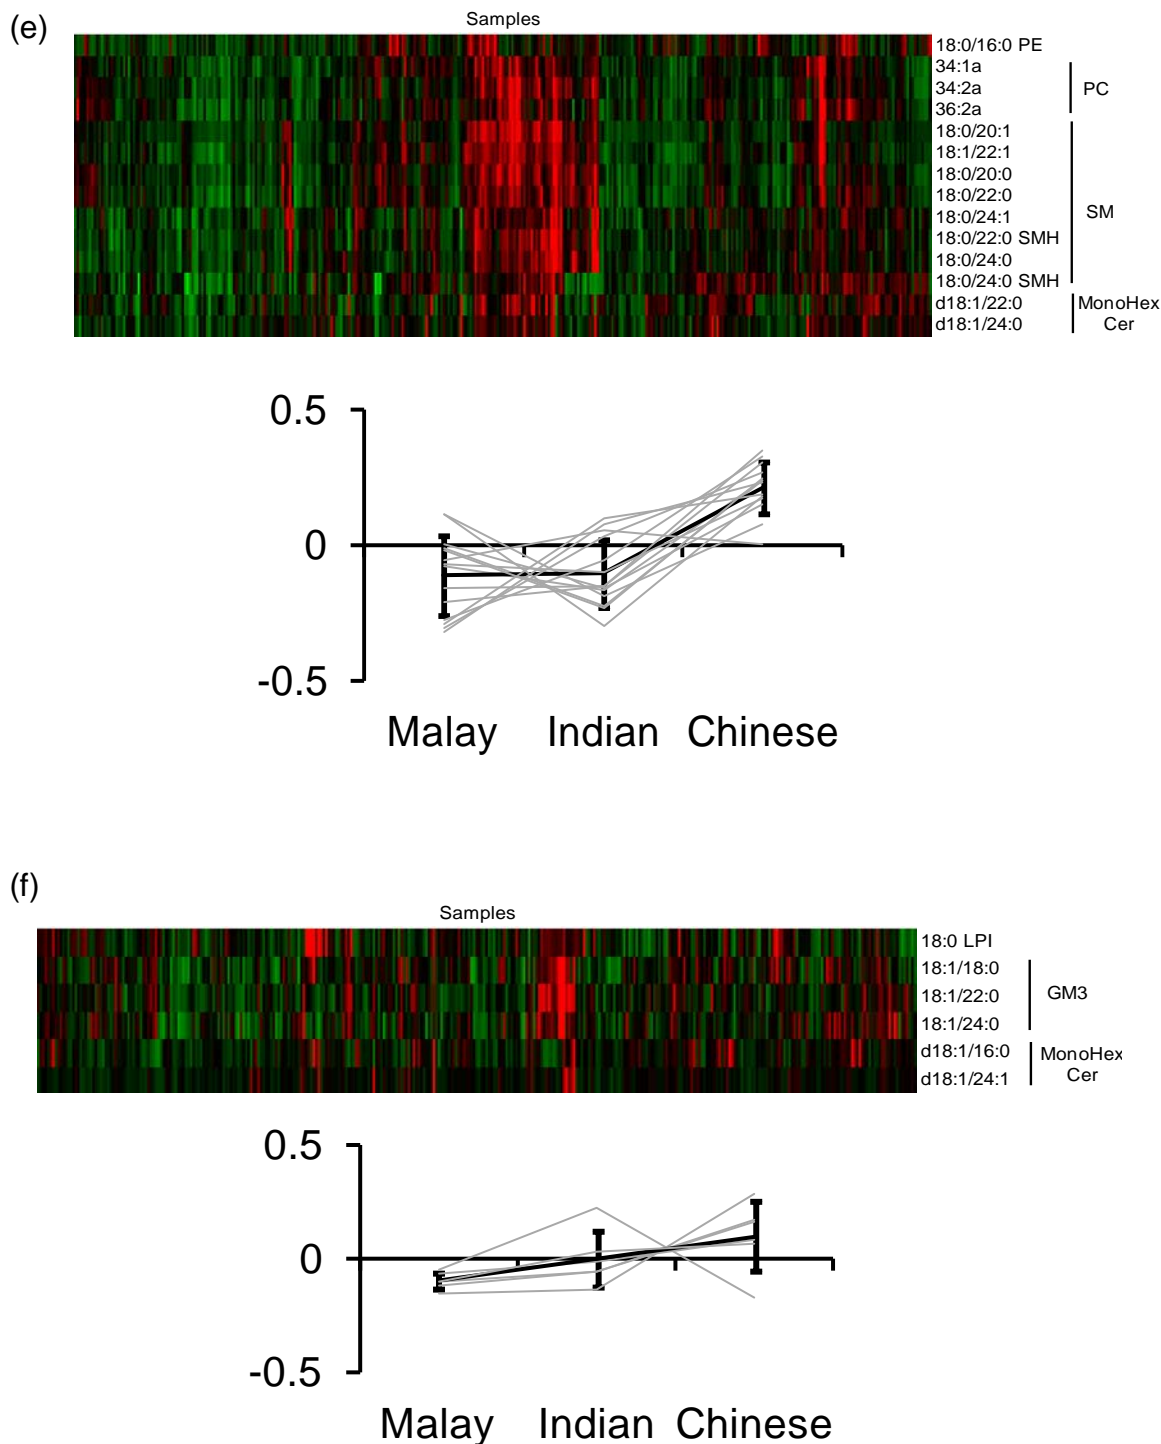 (e)
Samples
18:0/16:0 PE
34:1a
34:2a
36:2a
PC
18:0/20:1
18:1/22:1
18:0/20:0
18:0/22:0
18:0/24:1
18:0/22:0 SMH
18:0/24:0
18:0/24:0 SMH
SM
d18:1/22:0
d18:1/24:0
MonoHex
Cer
0.5
0
-0.5
Malay Indian Chinese
(f)
Samples
18:0 LPI
18:1/18:0
18:1/22:0
18:1/24:0
GM3
d18:1/16:0
d18:1/24:1
MonoHex
Cer
0.5
0
-0.5
Malay Indian Chinese